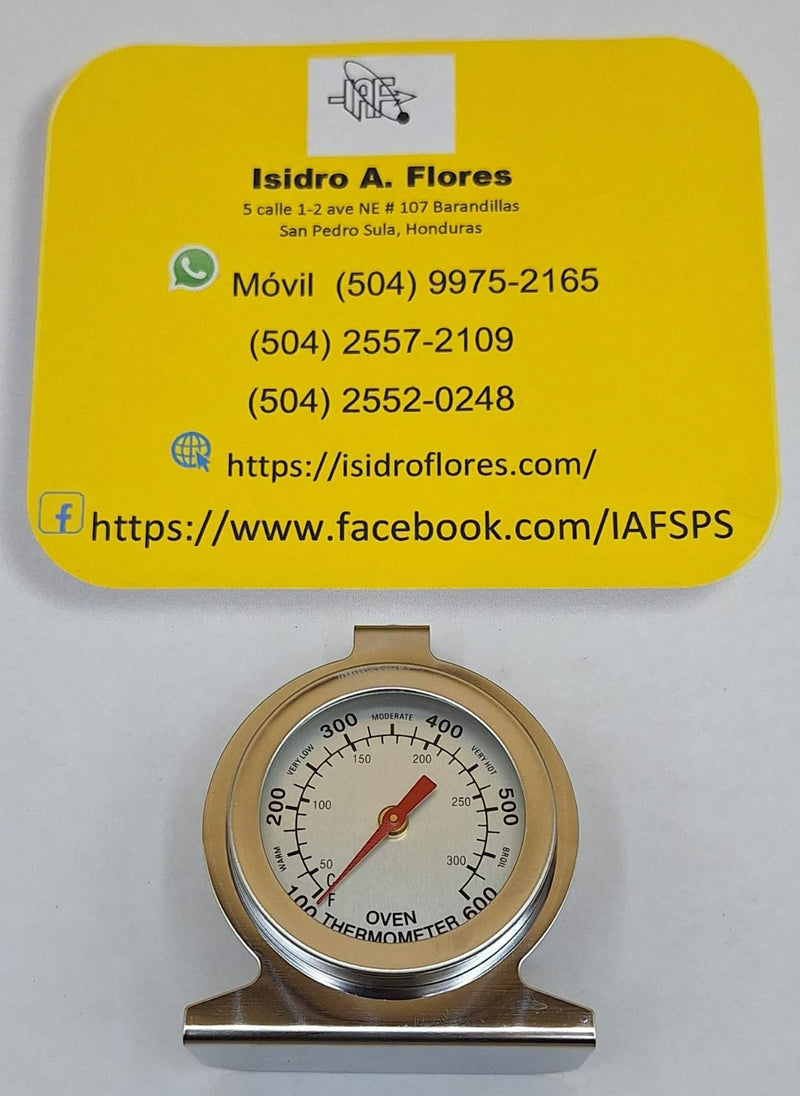 IAF
Isidro A. Flores
5 calle 1-2 ave NE # 107 Barandillas
San Pedro Sula, Honduras
Móvil (504) 9975-2165
(504) 2557-2109
(504) 2552-0248
https://isidroflores.com/
f https://www.facebook.com/IAFSPS
100 200 300 400 500 600
WARM VERY LOW MODERATE VERY HOT BROIL
50 100 150 200 250 300
C
F
OVEN
THERMOMETER